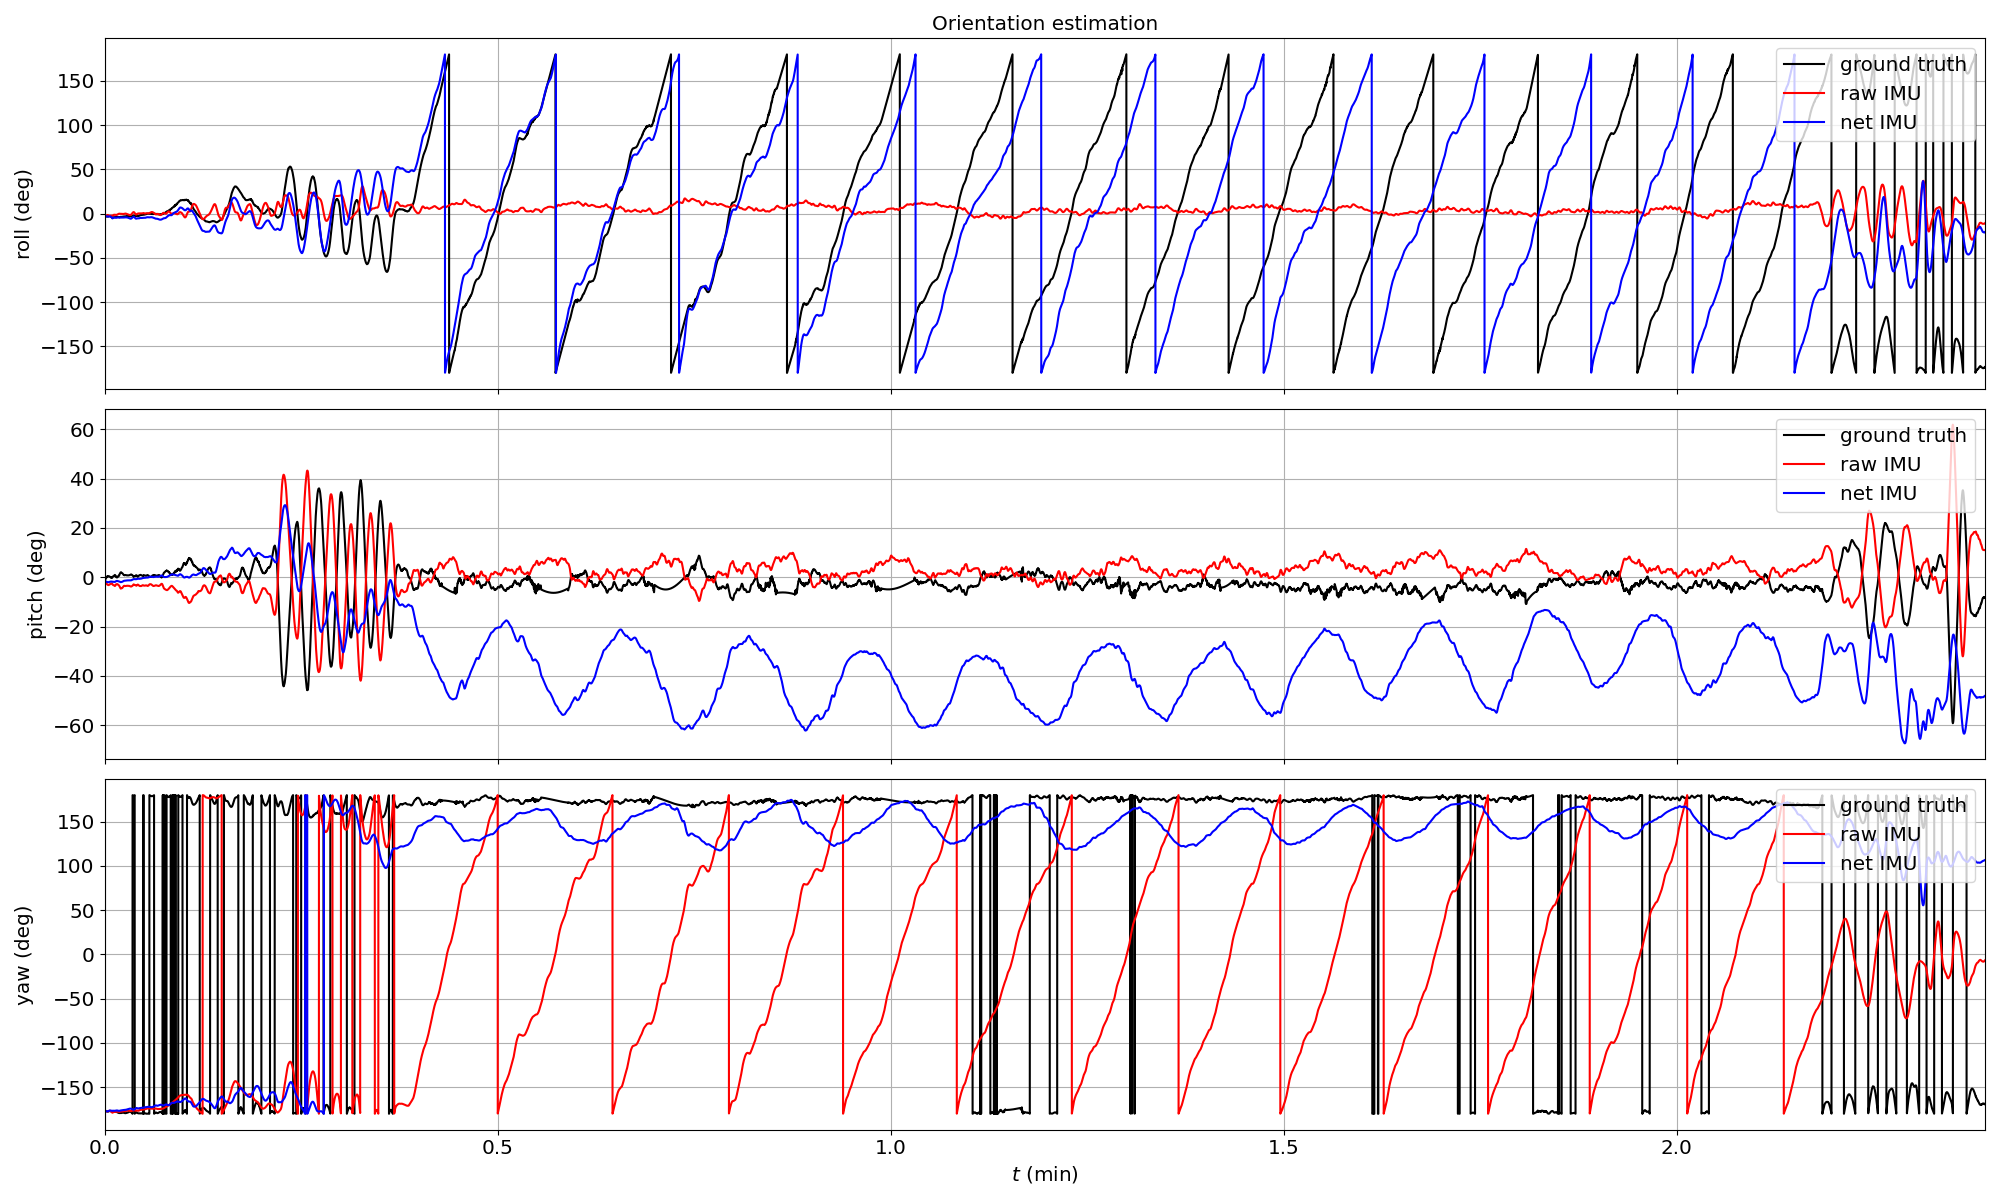 Orientation estimation
150
100
50
0
−50
−100
−150
roll (deg)
ground truth
raw IMU
net IMU
60
40
20
0
−20
−40
−60
pitch (deg)
ground truth
raw IMU
net IMU
150
100
50
0
−50
−100
−150
yaw (deg)
ground truth
raw IMU
net IMU
0.0 0.5 1.0 1.5 2.0
t (min)